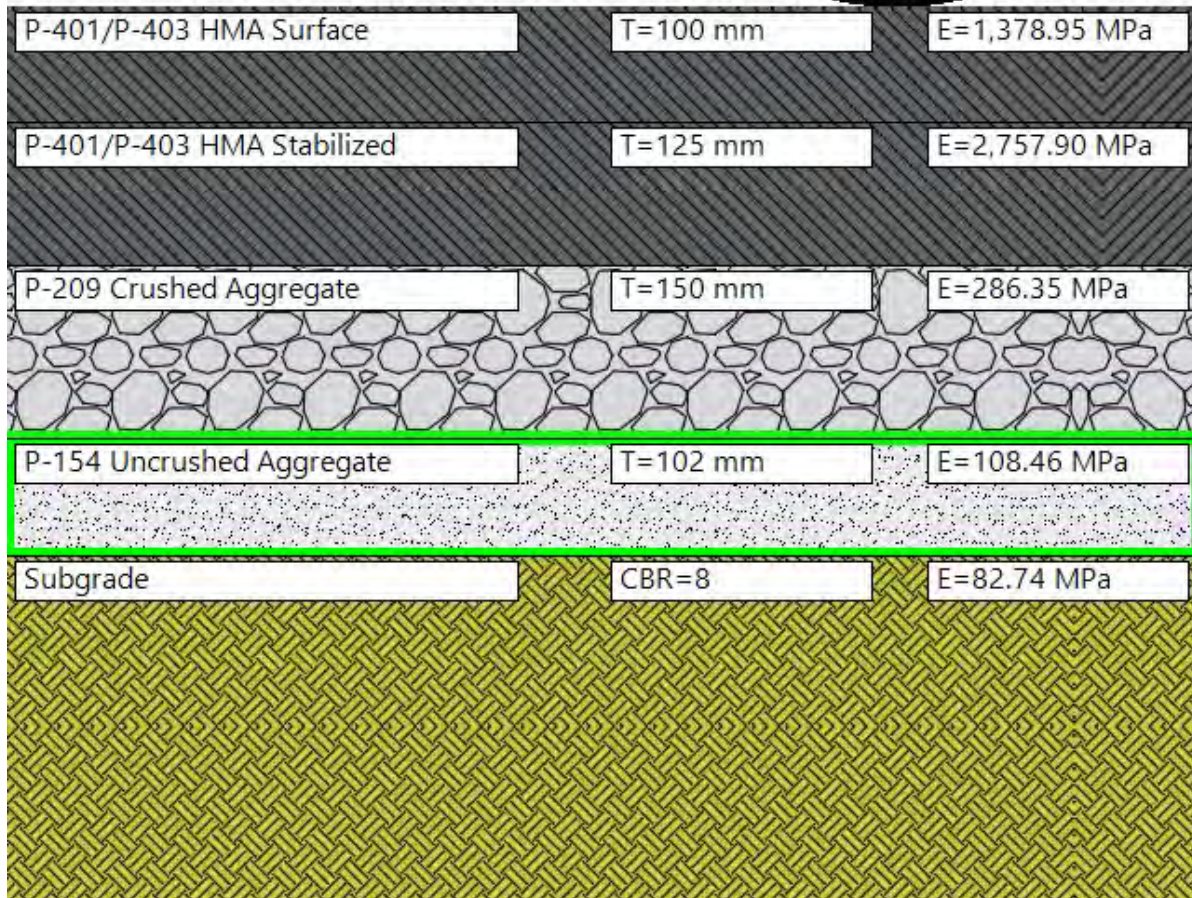 P-401/P-403 HMA Surface T=100 mm E=1,378.95 MPa
P-401/P-403 HMA Stabilized T=125 mm E=2,757.90 MPa
P-209 Crushed Aggregate T=150 mm E=286.35 MPa
P-154 Uncrushed Aggregate T=102 mm E=108.46 MPa
Subgrade CBR=8 E=82.74 MPa